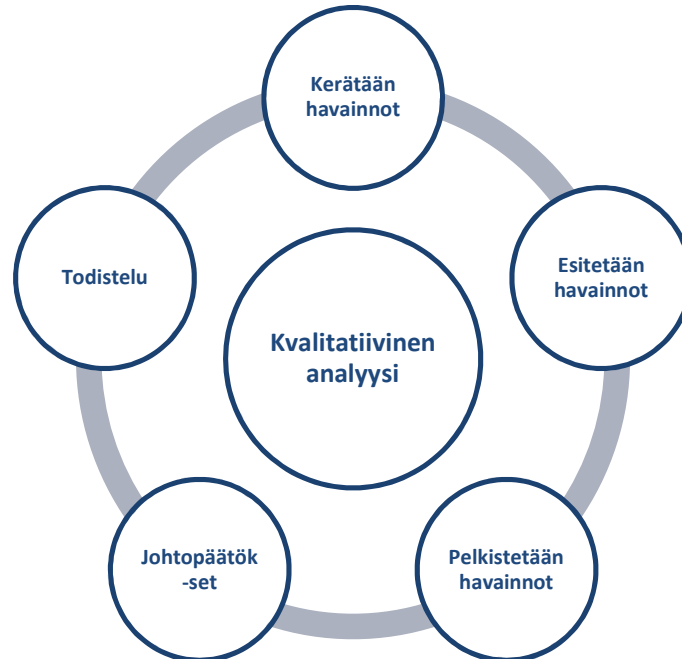 Kerätään
havainnot
Esitetään
havainnot
Todistelu
Kvalitatiivinen
analyysi
Johtopäätök
-set
Pelkistetään
havainnot